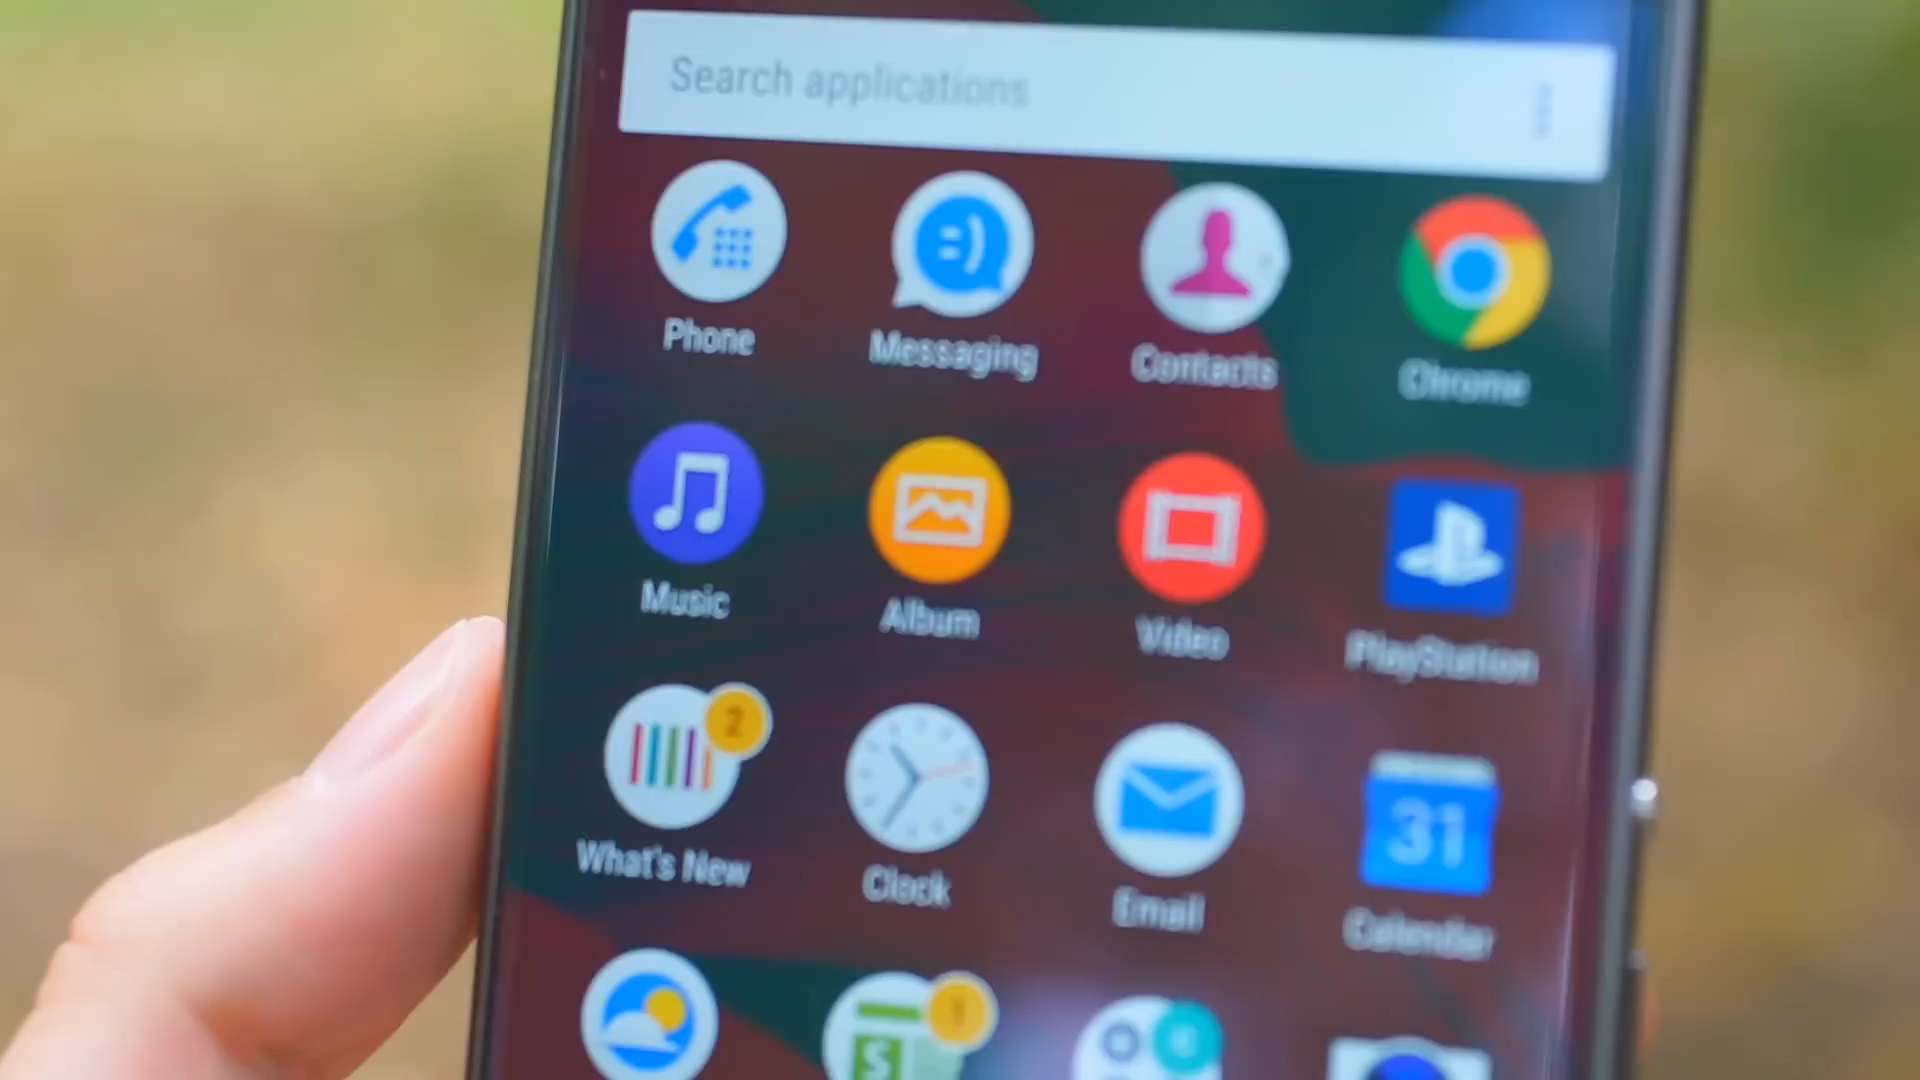 Search applications
Phone Messaging Contacts Chrome
Music Album Video PlayStation
2
What's New Clock Email 31
Calendar
1
S